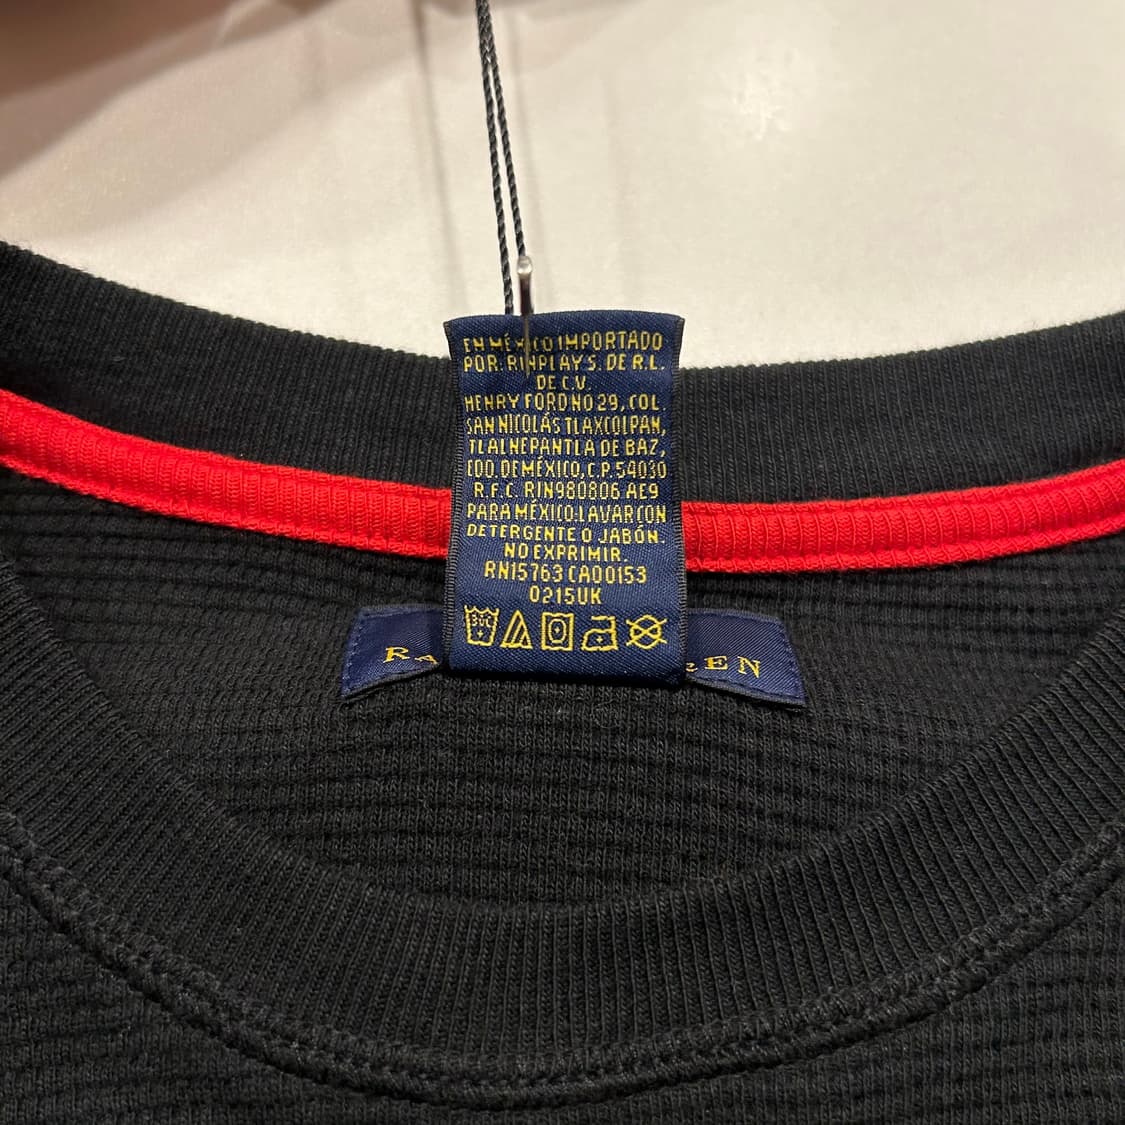 EN MÉXICO IMPORTADO
POR: RINPLAY S. DE R.L.
DE C.V.
HENRY FORD NO 29, COL.
SAN NICOLÁS TLAXCOLPAN,
TLALNEPANTLA DE BAZ,
EDO. DE MÉXICO, C.P. 54030
R.F.C. RIN980806 AE9
PARA MÉXICO:LAVAR CON
DETERGENTE O JABÓN.
NO EXPRIMIR.
RN15763 CA00153
0215UK
30C